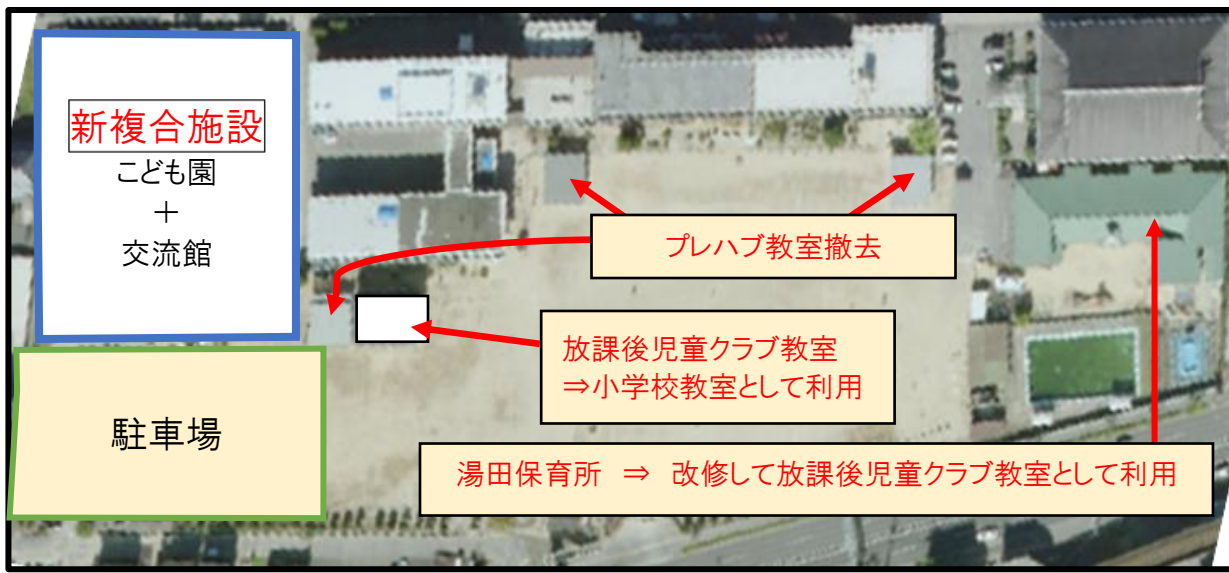 新複合施設
こども園
＋
交流館
駐車場
プレハブ教室撤去
放課後児童クラブ教室
⇒小学校教室として利用
湯田保育所　⇒　改修して放課後児童クラブ教室として利用